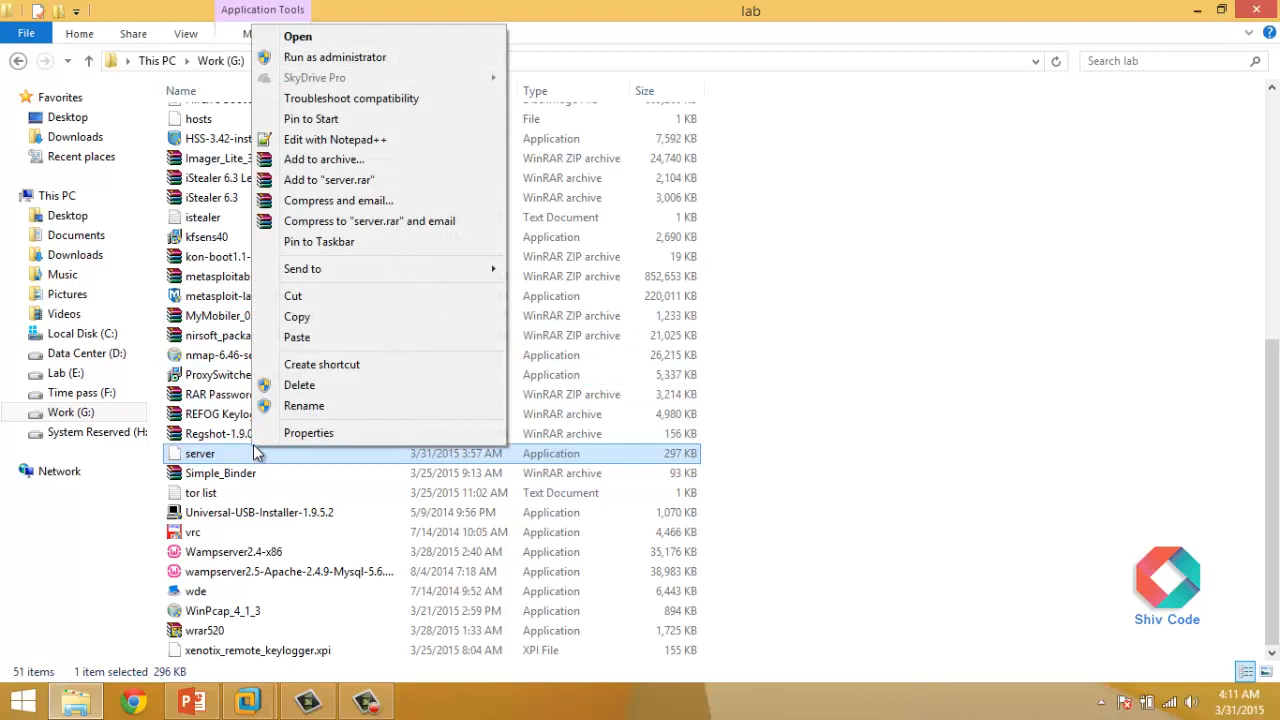 Application Tools
lab
File
Home
Share
View
This PC
Work (G:)
Search lab
Open
Run as administrator
SkyDrive Pro
Troubleshoot compatibility
Pin to Start
Edit with Notepad++
Add to archive...
Add to "server.rar"
Compress and email...
Compress to "server.rar" and email
Pin to Taskbar
Send to
Cut
Copy
Paste
Create shortcut
Delete
Rename
Properties
Favorites
Desktop
Downloads
Recent places
This PC
Desktop
Documents
Downloads
Music
Pictures
Videos
Local Disk (C:)
Data Center (D:)
Lab (E:)
Time pass (F:)
Work (G:)
System Reserved (H:
Network
Name Type Size
hosts File 1 KB
HSS-3.42-inst Application 7,592 KB
Imager_Lite_3 WinRAR ZIP archive 24,740 KB
iStealer 6.3 Le WinRAR archive 2,104 KB
iStealer 6.3 WinRAR archive 3,006 KB
istealer Text Document 1 KB
kfsens40 Application 2,690 KB
kon-boot1.1- WinRAR ZIP archive 19 KB
metasploitab WinRAR ZIP archive 852,653 KB
metasploit-la Application 220,011 KB
MyMobiler_0 WinRAR ZIP archive 1,233 KB
nirsoft_packa WinRAR ZIP archive 21,025 KB
nmap-6.46-se Application 26,215 KB
ProxySwitche Application 5,337 KB
RAR Password WinRAR ZIP archive 3,214 KB
REFOG Keylog WinRAR archive 4,980 KB
Regshot-1.9.0 WinRAR archive 156 KB
server 3/31/2015 3:57 AM Application 297 KB
Simple_Binder 3/25/2015 9:13 AM WinRAR archive 93 KB
tor list 3/25/2015 11:02 AM Text Document 1 KB
Universal-USB-Installer-1.9.5.2 5/9/2014 9:56 PM Application 1,070 KB
vrc 7/14/2014 10:05 AM Application 4,466 KB
Wampserver2.4-x86 3/28/2015 2:40 AM Application 35,176 KB
wampserver2.5-Apache-2.4.9-Mysql-5.6.... 8/4/2014 7:18 AM Application 38,983 KB
wde 7/14/2014 9:52 AM Application 6,443 KB
WinPcap_4_1_3 3/21/2015 2:59 PM Application 894 KB
wrar520 3/28/2015 1:33 AM Application 1,725 KB
xenotix_remote_keylogger.xpi 3/25/2015 8:04 AM XPI File 155 KB
Shiv Code
51 items 1 item selected 296 KB
4:11 AM
3/31/2015